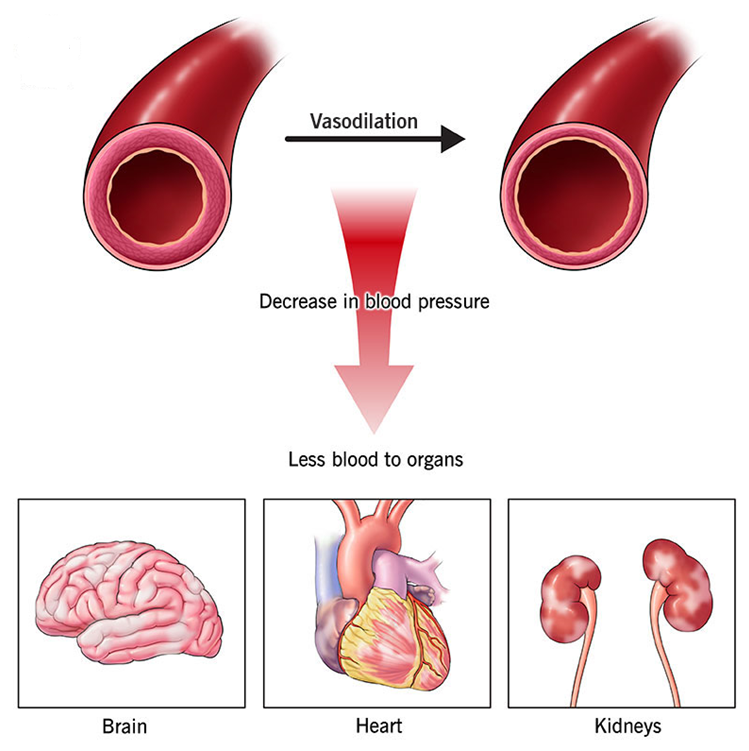 Vasodilation
Decrease in blood pressure
Less blood to organs
Brain
Heart
Kidneys